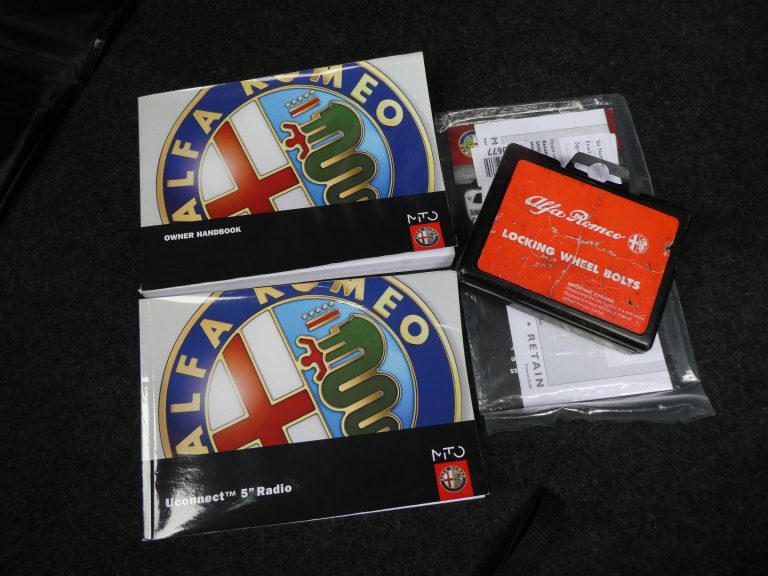 ALFA ROMEO
MiTo
OWNER HANDBOOK
ALFA ROMEO
MiTo
Uconnect™ 5" Radio
Alfa Romeo
LOCKING WHEEL BOLTS
IMPORTANT WARNING
• RETAIN